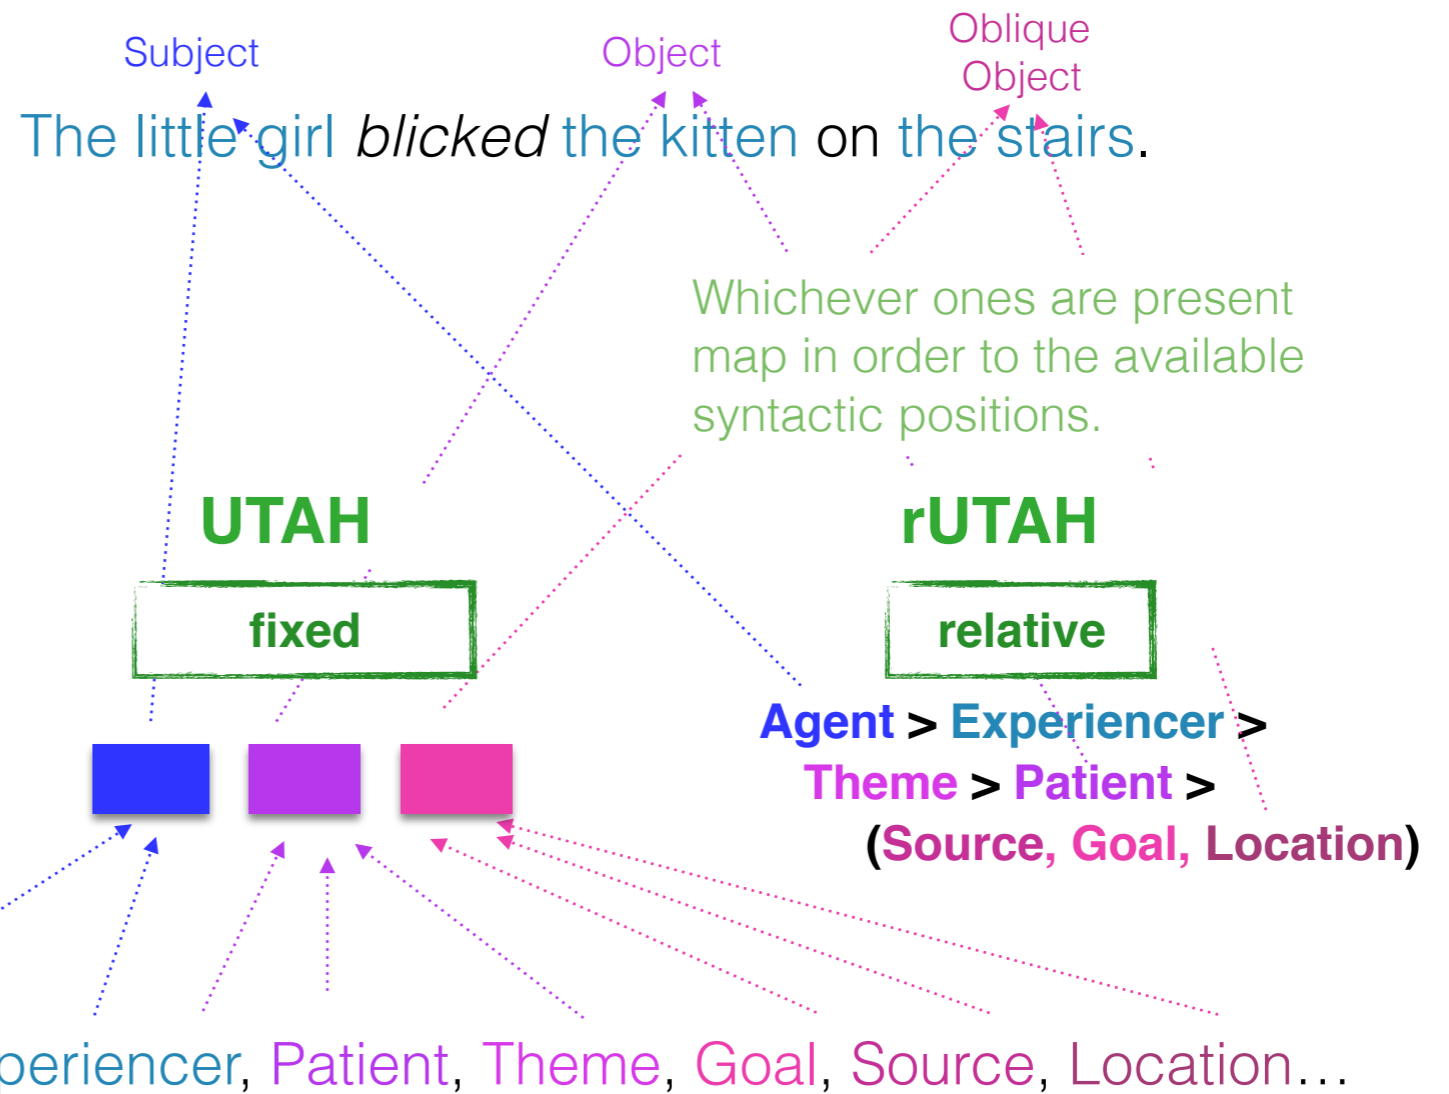 Subject
Object
Oblique
Object
The little girl blicked the kitten on the stairs.
Whichever ones are present
map in order to the available
syntactic positions.
UTAH
rUTAH
fixed
relative
Agent > Experiencer >
Theme > Patient >
(Source, Goal, Location)
periencer, Patient, Theme, Goal, Source, Location…